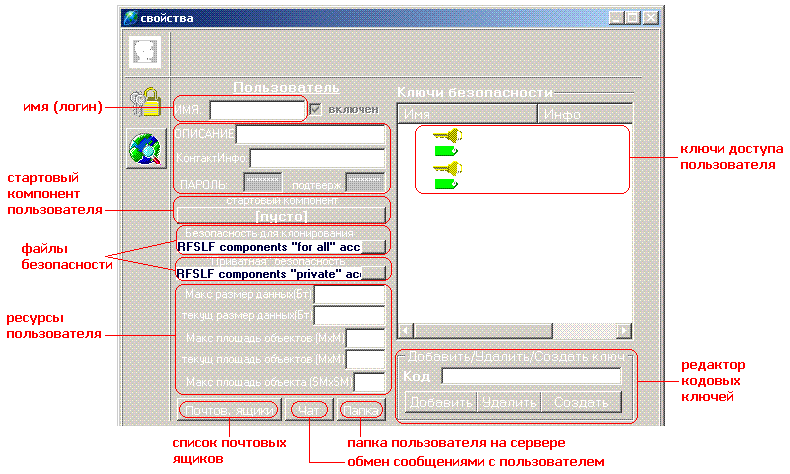 свойства
Пользователь
Ключи безопасности
имя (логин)
ИМЯ
включен
Имя
Инфо
ОПИСАНИЕ
КонтактИнфо
ПАРОЛЬ:
подтверж
ключи доступа
пользователя
стартовый
компонент
пользователя
стартовый компонент
[пусто]
Безопасность для клонирования
RFSLF components "for all" acc
файлы
безопасности
Приватная безопасность
RFSLF components "private" acc
ресурсы
пользователя
Макс размер данных(Бт)
текущ размер данных(Бт)
Макс площадь объектов (МxМ)
текущ площадь объектов (МxМ)
Макс площадь объекта (SМxSМ
Добавить/Удалить/Создать ключ
Код
Добавить
Удалить
Создать
редактор
кодовых
ключей
Почтов. ящики
Чат
Папка
список почтовых
ящиков
папка пользователя на сервере
обмен сообщениями с пользователем